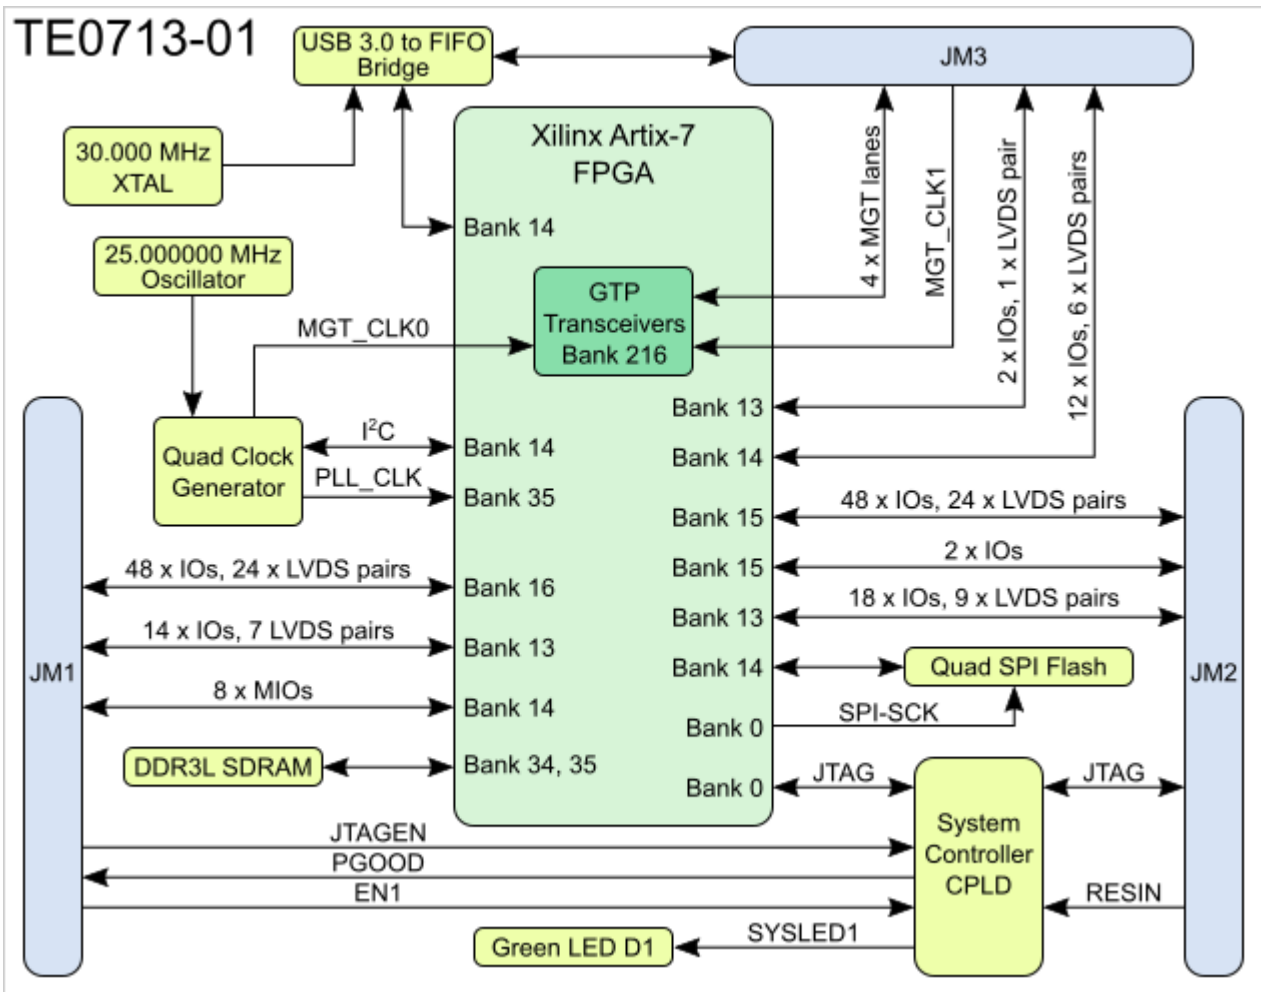 TE0713-01
USB 3.0 to FIFO
Bridge
JM3
30.000 MHz
XTAL
Xilinx Artix-7
FPGA
4 x MGT lanes
MGT_CLK1
2 x IOs, 1 x LVDS pair
12 x IOs, 6 x LVDS pairs
Bank 14
25.000000 MHz
Oscillator
GTP
Transceivers
Bank 216
MGT_CLK0
Bank 13
Quad Clock
Generator
I²C
Bank 14
Bank 14
PLL_CLK
Bank 35
Bank 15
48 x IOs, 24 x LVDS pairs
Bank 15
2 x IOs
48 x IOs, 24 x LVDS pairs
Bank 16
Bank 13
18 x IOs, 9 x LVDS pairs
14 x IOs, 7 LVDS pairs
Bank 13
Bank 14
Quad SPI Flash
JM1
JM2
8 x MIOs
Bank 14
Bank 0
SPI-SCK
DDR3L SDRAM
Bank 34, 35
Bank 0
JTAG
JTAG
System
Controller
CPLD
JTAGEN
PGOOD
EN1
RESIN
Green LED D1
SYSLED1